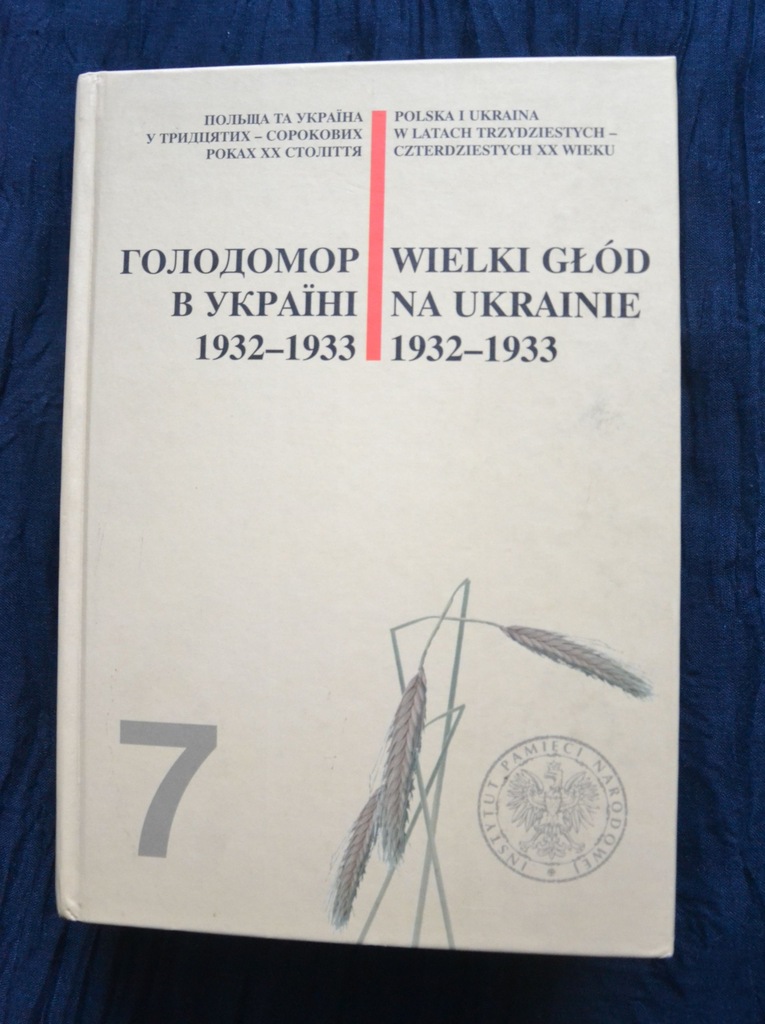 ПОЛЬЩА ТА УКРАЇНА
У ТРИДЦЯТИХ – СОРОКОВИХ
РОКАХ ХХ СТОЛІТТЯ
POLSKA I UKRAINA
W LATACH TRZYDZIESTYCH –
CZTERDZIESTYCH XX WIEKU
ГОЛОДОМОР
В УКРАЇНІ
1932–1933
WIELKI GŁÓD
NA UKRAINIE
1932–1933
7
INSTYTUT PAMIĘCI NARODOWEJ